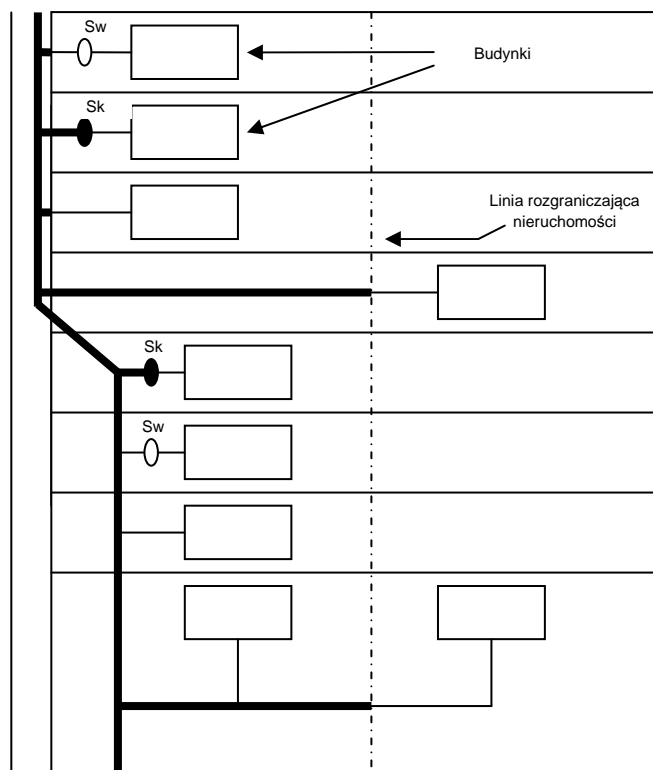 Sw
Budynki
Sk
Linia rozgraniczająca
nieruchomości
Sk
Sw